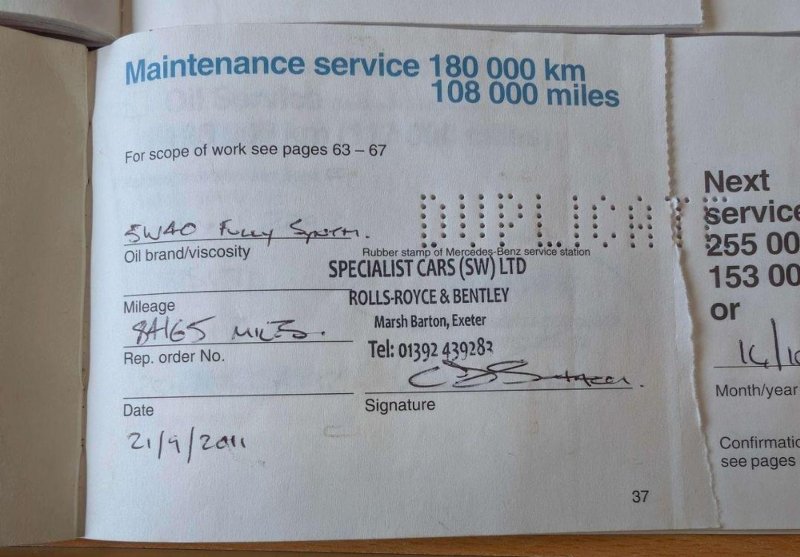 Maintenance service 180 000 km
108 000 miles
For scope of work see pages 63 – 67
DUPLICATE
5W40 Fully Synth.
Oil brand/viscosity
Rubber stamp of Mercedes-Benz service station
SPECIALIST CARS (SW) LTD
ROLLS-ROYCE & BENTLEY
Marsh Barton, Exeter
Tel: 01392 439283
Mileage
84165 MILES.
Rep. order No.
Signature
Date
21/9/2011
37
Next
service
255 00
153 00
or
Month/year
Confirmatio
see pages